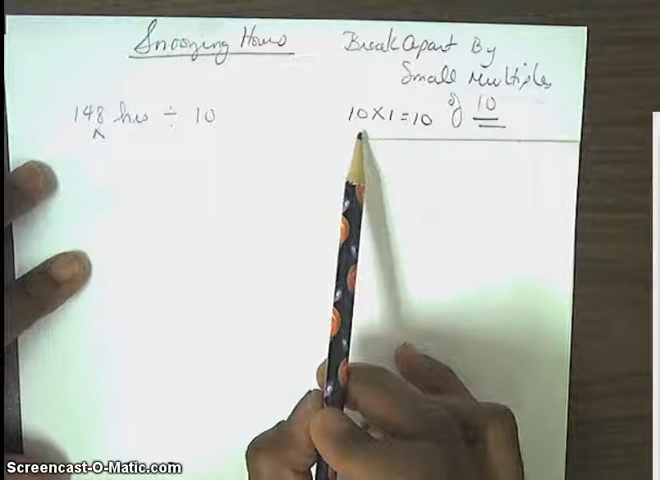 Snoozing Hours
148 hrs ÷ 10
Break Apart By
Small Multiples
of 10
10 x 1 = 10
Screencast-O-Matic.com